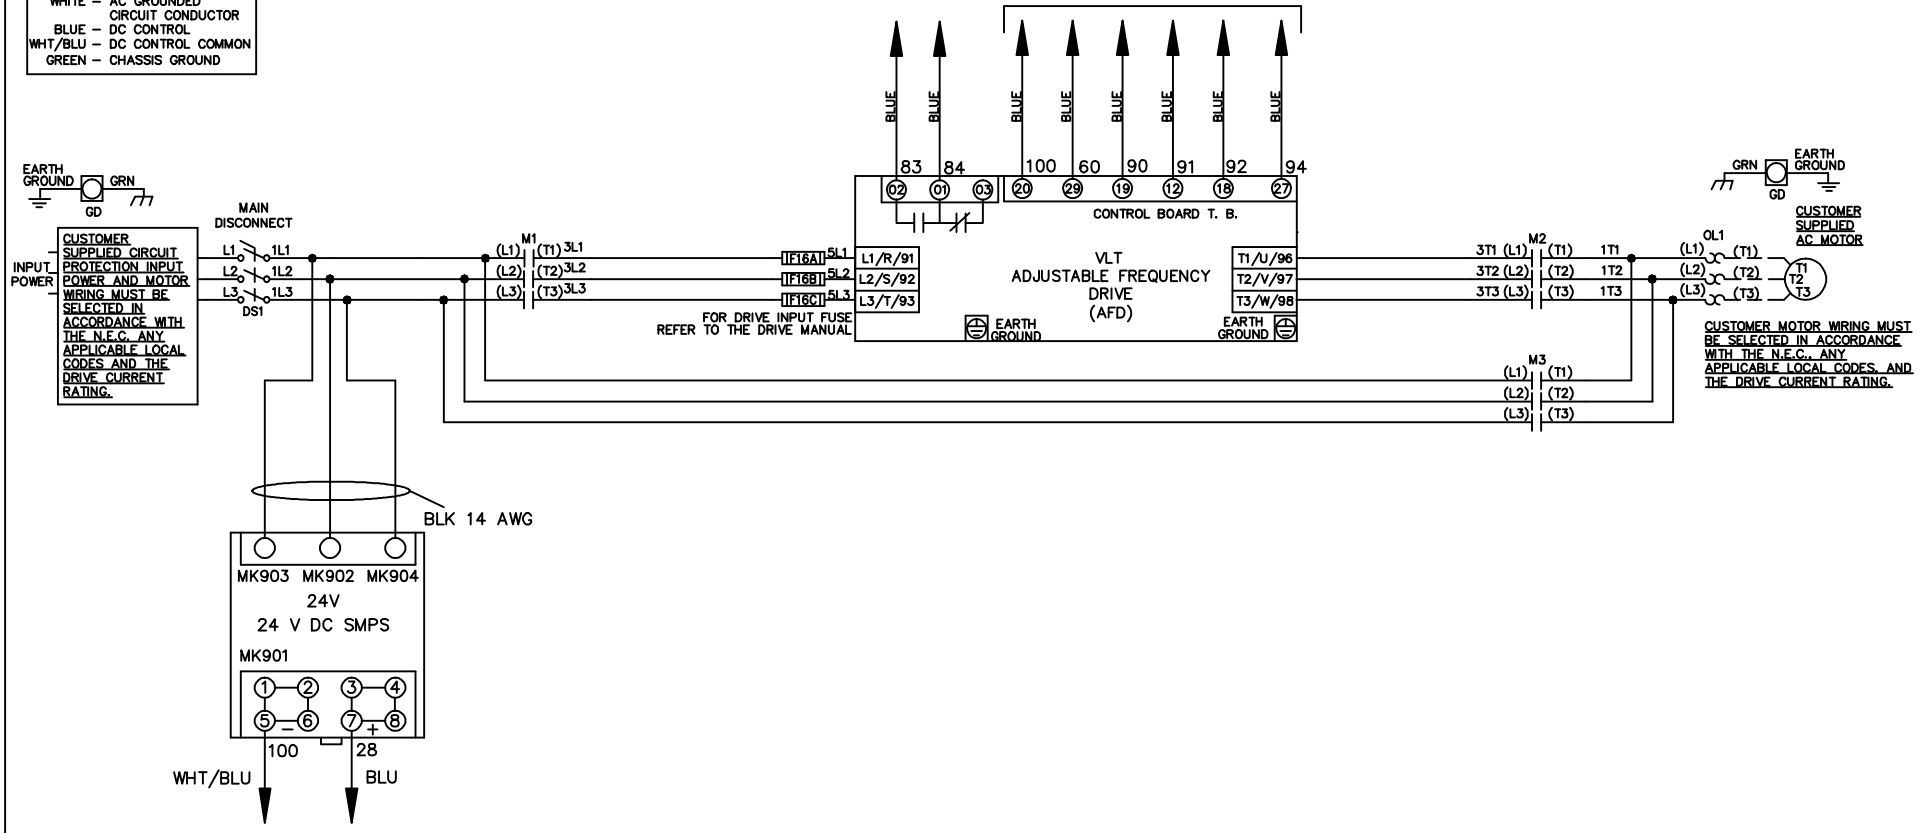 WHITE – AC GROUNDED
CIRCUIT CONDUCTOR
BLUE – DC CONTROL
WHT/BLU – DC CONTROL COMMON
GREEN – CHASSIS GROUND
BLUE
BLUE
BLUE
BLUE
BLUE
BLUE
BLUE
BLUE
83
84
100
60
90
91
92
94
02
01
03
20
29
19
12
18
27
CONTROL BOARD T. B.
EARTH
GROUND
GRN
GD
MAIN
DISCONNECT
INPUT
POWER
CUSTOMER
SUPPLIED CIRCUIT
PROTECTION INPUT
POWER AND MOTOR
WIRING MUST BE
SELECTED IN
ACCORDANCE WITH
THE N.E.C. ANY
APPLICABLE LOCAL
CODES AND THE
DRIVE CURRENT
RATING.
L1 1L1
L2 1L2
L3 1L3
DS1
M1
(L1) (T1) 3L1
(L2) (T2) 3L2
(L3) (T3) 3L3
F16A 5L1
F16B 5L2
F16C 5L3
FOR DRIVE INPUT FUSE
REFER TO THE DRIVE MANUAL
L1/R/91
L2/S/92
L3/T/93
VLT
ADJUSTABLE FREQUENCY
DRIVE
(AFD)
T1/U/96
T2/V/97
T3/W/98
EARTH
GROUND
EARTH
GROUND
M2
3T1 (L1) (T1) 1T1
3T2 (L2) (T2) 1T2
3T3 (L3) (T3) 1T3
M3
(L1) (T1)
(L2) (T2)
(L3) (T3)
GRN
EARTH
GROUND
GD
CUSTOMER
SUPPLIED
AC MOTOR
OL1
(L1) (T1)
(L2) (T2)
(L3) (T3)
T1
T2
T3
CUSTOMER MOTOR WIRING MUST
BE SELECTED IN ACCORDANCE
WITH THE N.E.C., ANY
APPLICABLE LOCAL CODES, AND
THE DRIVE CURRENT RATING.
BLK 14 AWG
MK903 MK902 MK904
24V
24 V DC SMPS
MK901
1 2 3 4
5 – 6 7 + 8
100
28
WHT/BLU
BLU